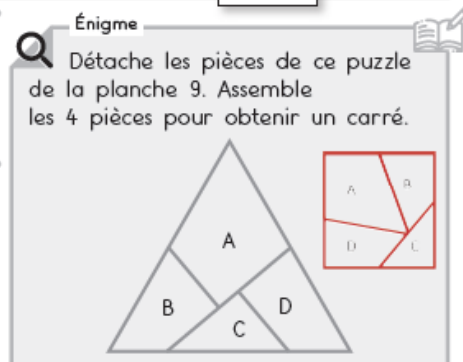 Énigme
Détache les pièces de ce puzzle
de la planche 9. Assemble
les 4 pièces pour obtenir un carré.
A
B
C
D
A
B
D
C